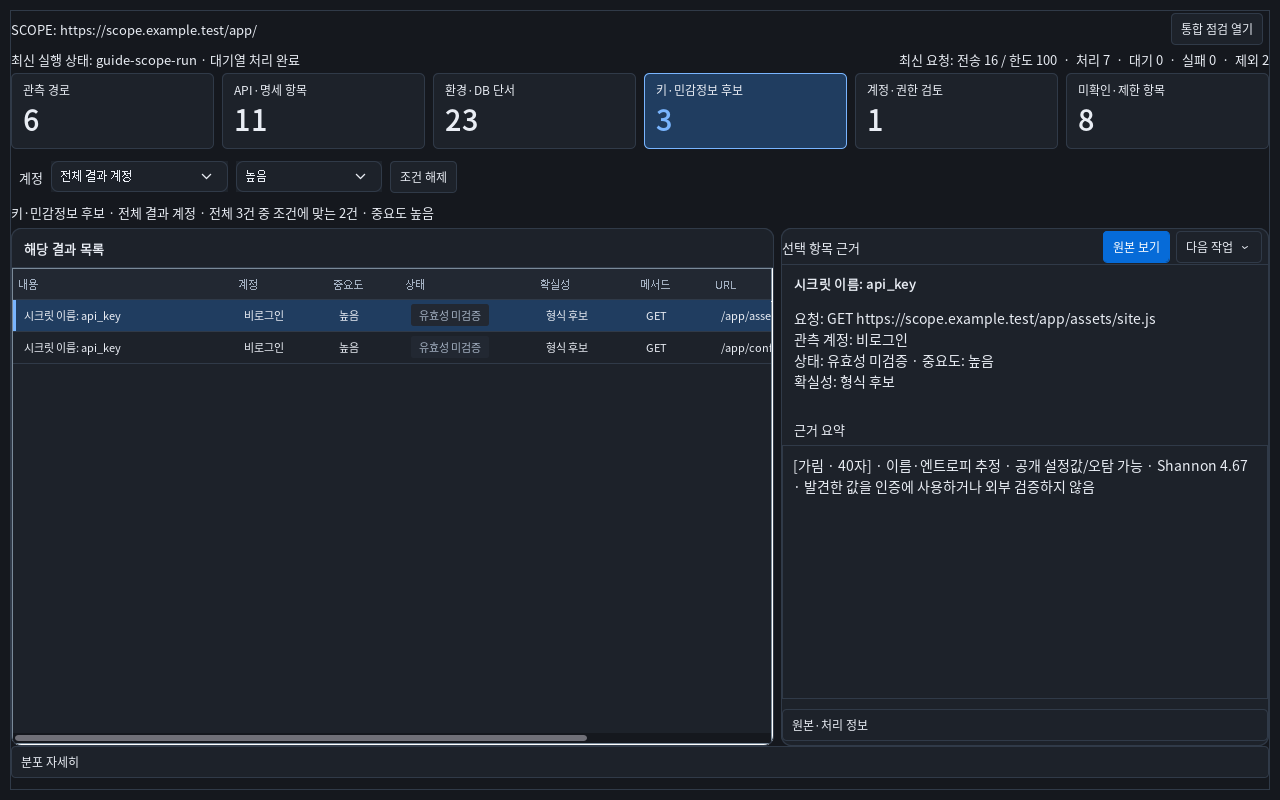 SCOPE: https://scope.example.test/app/
통합 점검 열기
최신 실행 상태: guide-scope-run · 대기열 처리 완료
최신 요청: 전송 16 / 한도 100 · 처리 7 · 대기 0 · 실패 0 · 제외 2
관측 경로
6
API·명세 항목
11
환경·DB 단서
23
키·민감정보 후보
3
계정·권한 검토
1
미확인·제한 항목
8
계정 전체 결과 계정 높음 조건 해제
키·민감정보 후보 · 전체 결과 계정 · 전체 3건 중 조건에 맞는 2건 · 중요도 높음
해당 결과 목록
내용 계정 중요도 상태 확실성 메서드 URL
시크릿 이름: api_key 비로그인 높음 유효성 미검증 형식 후보 GET /app/asse
시크릿 이름: api_key 비로그인 높음 유효성 미검증 형식 후보 GET /app/conf
선택 항목 근거
원본 보기
다음 작업
시크릿 이름: api_key
요청: GET https://scope.example.test/app/assets/site.js
관측 계정: 비로그인
상태: 유효성 미검증 · 중요도: 높음
확실성: 형식 후보
근거 요약
[가림 · 40자] · 이름·엔트로피 추정 · 공개 설정값/오탐 가능 · Shannon 4.67
· 발견한 값을 인증에 사용하거나 외부 검증하지 않음
원본·처리 정보
분포 자세히